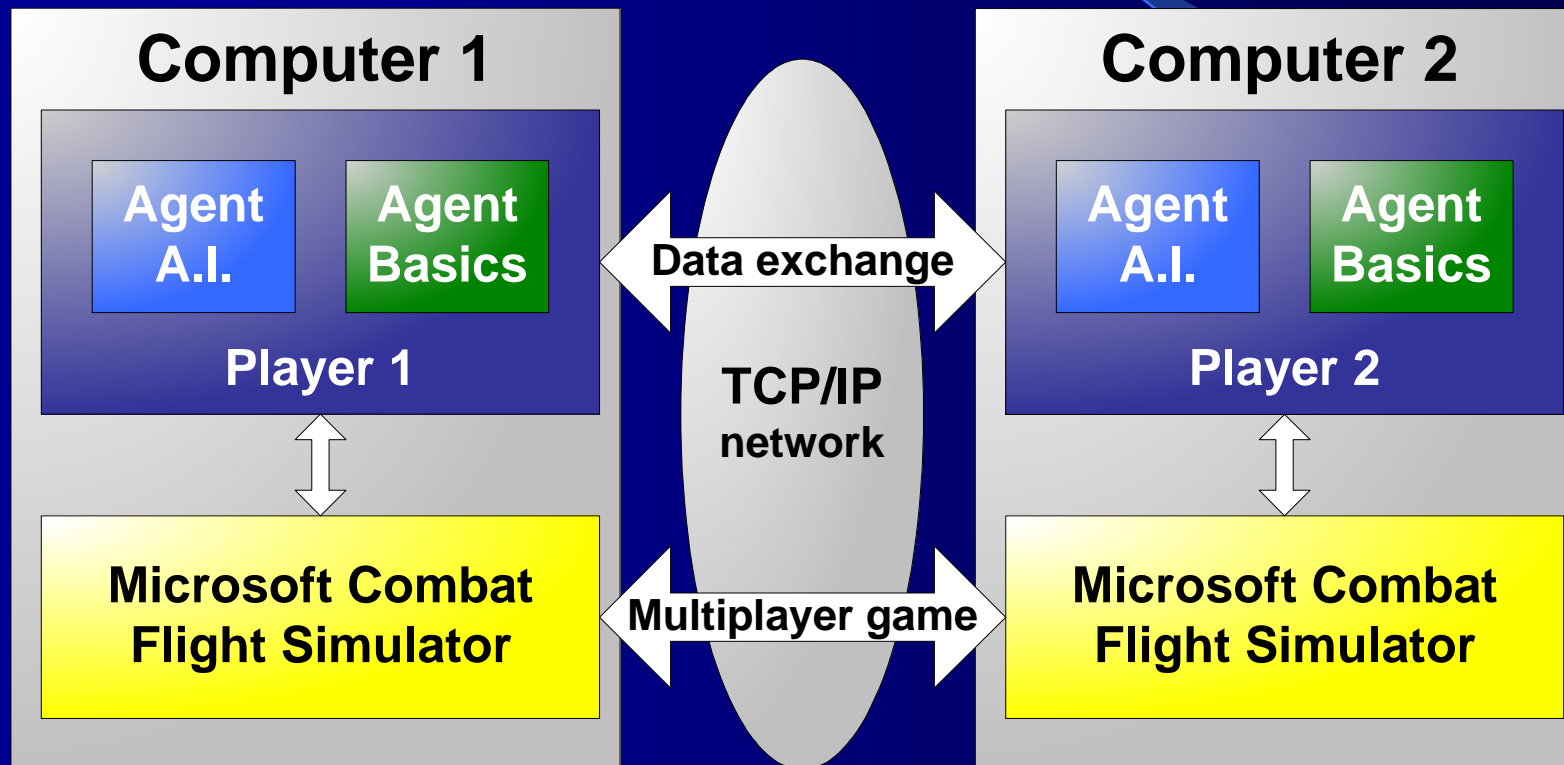 Computer 1
Agent
A.I.
Agent
Basics
Player 1
Microsoft Combat
Flight Simulator
Data exchange
TCP/IP
network
Multiplayer game
Computer 2
Agent
A.I.
Agent
Basics
Player 2
Microsoft Combat
Flight Simulator